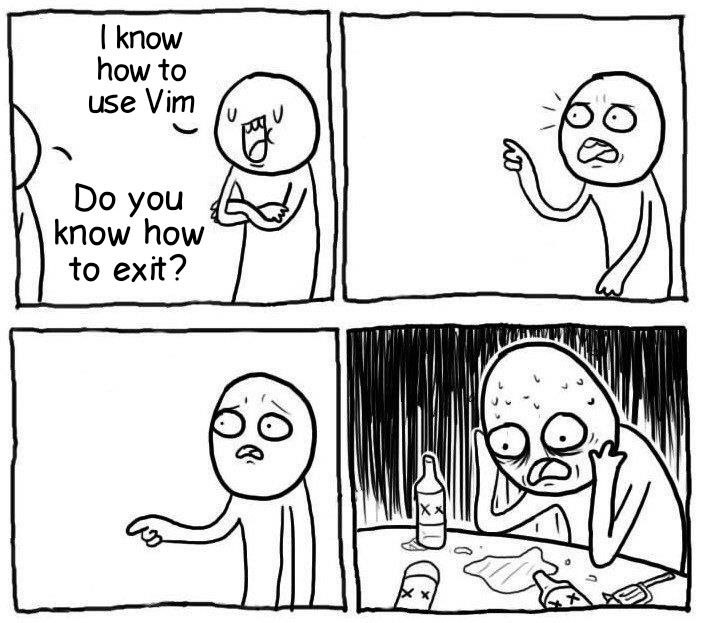 I know
how to
use Vim
Do you
know how
to exit?
x x
x x
x x